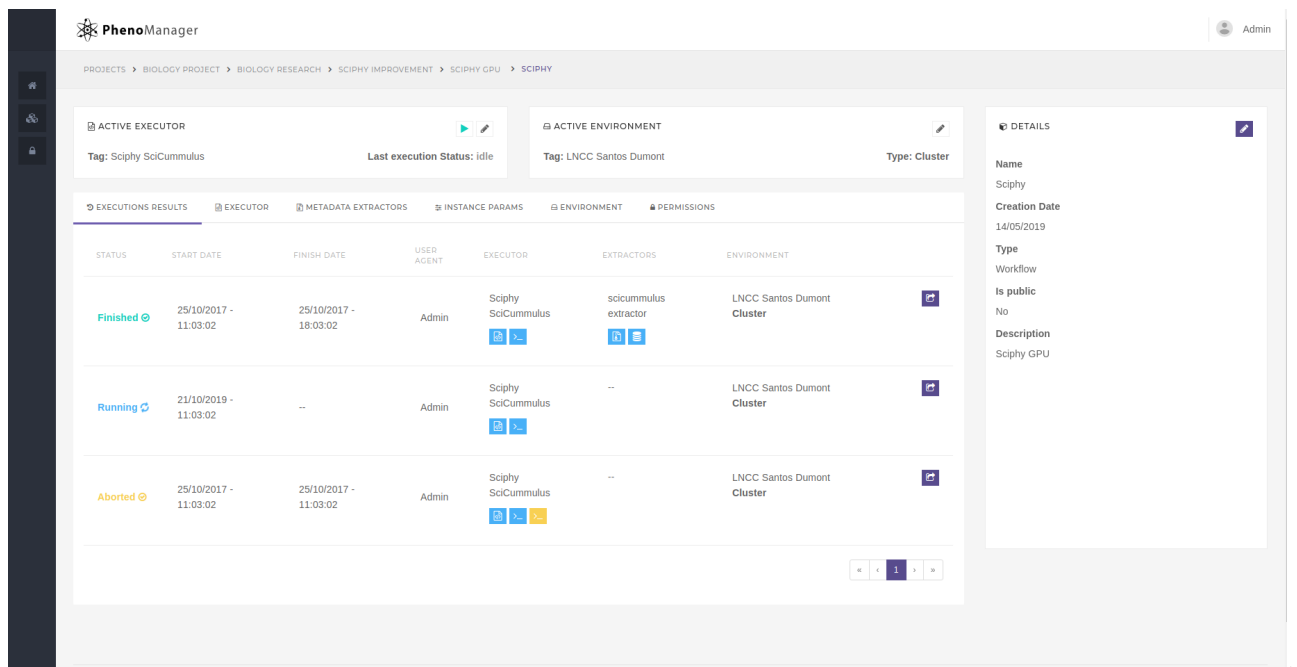 PhenoManager
Admin
PROJECTS > BIOLOGY PROJECT > BIOLOGY RESEARCH > SCIPHY IMPROVEMENT > SCIPHY GPU > SCIPHY
ACTIVE EXECUTOR
Tag: Sciphy SciCummulus
Last execution Status: idle
ACTIVE ENVIRONMENT
Tag: LNCC Santos Dumont
Type: Cluster
EXECUTIONS RESULTS
EXECUTOR
METADATA EXTRACTORS
INSTANCE PARAMS
ENVIRONMENT
PERMISSIONS
STATUS
START DATE
FINISH DATE
USER
AGENT
EXECUTOR
EXTRACTORS
ENVIRONMENT
Finished
25/10/2017 -
11:03:02
25/10/2017 -
18:03:02
Admin
Sciphy
SciCummulus
scicummulus
extractor
LNCC Santos Dumont
Cluster
Running
21/10/2019 -
11:03:02
--
Admin
Sciphy
SciCummulus
--
LNCC Santos Dumont
Cluster
Aborted
25/10/2017 -
11:03:02
25/10/2017 -
11:03:02
Admin
Sciphy
SciCummulus
--
LNCC Santos Dumont
Cluster
« ‹ 1 › »
DETAILS
Name
Sciphy
Creation Date
14/05/2019
Type
Workflow
Is public
No
Description
Sciphy GPU